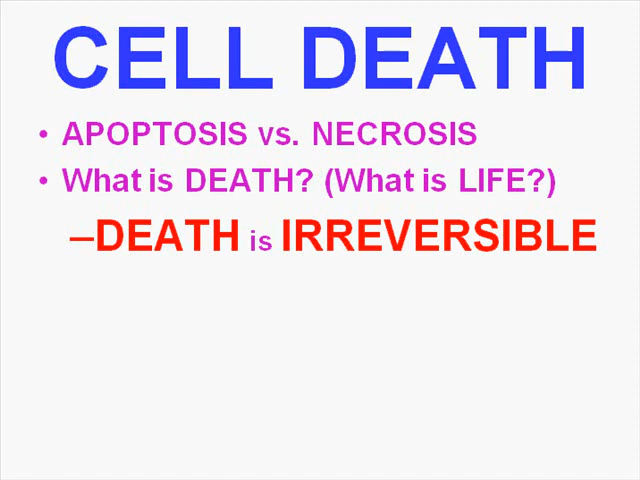 CELL DEATH
• APOPTOSIS vs. NECROSIS
• What is DEATH? (What is LIFE?)
–DEATH is IRREVERSIBLE